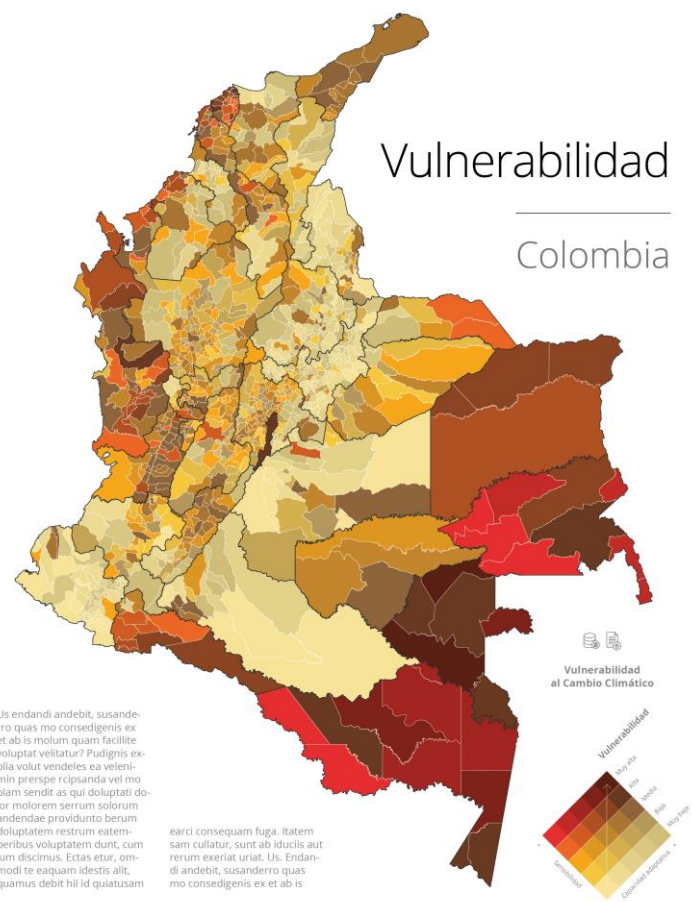 Vulnerabilidad
Colombia
Vulnerabilidad
al Cambio Climático
Vulnerabilidad
Muy alta
Alta
Media
Baja
Muy baja
Sensibilidad
Capacidad adaptativa
Us endandi andebit, susande-
rro quas mo consedigenis ex
et ab is molum quam facillite
voluptat velitatur? Pudignis ex-
plia volut vendeles ea veleni-
min prerspe rcipsanda vel mo
blam sendit as qui doluptati do-
lor molorem serrum solorum
andendae providunto berum
doluptatem restrum eatem-
peribus voluptatem dunt, cum
cum discimus. Ectas etur, om-
modi te eaquam idestis alit,
quamus debit hil id quiatusam
earci consequam fuga. Itatem
sam cullatur, sunt ab iduciis aut
rerum exeriat uriat. Us. Endan-
di andebit, susanderro quas
mo consedigenis ex et ab is